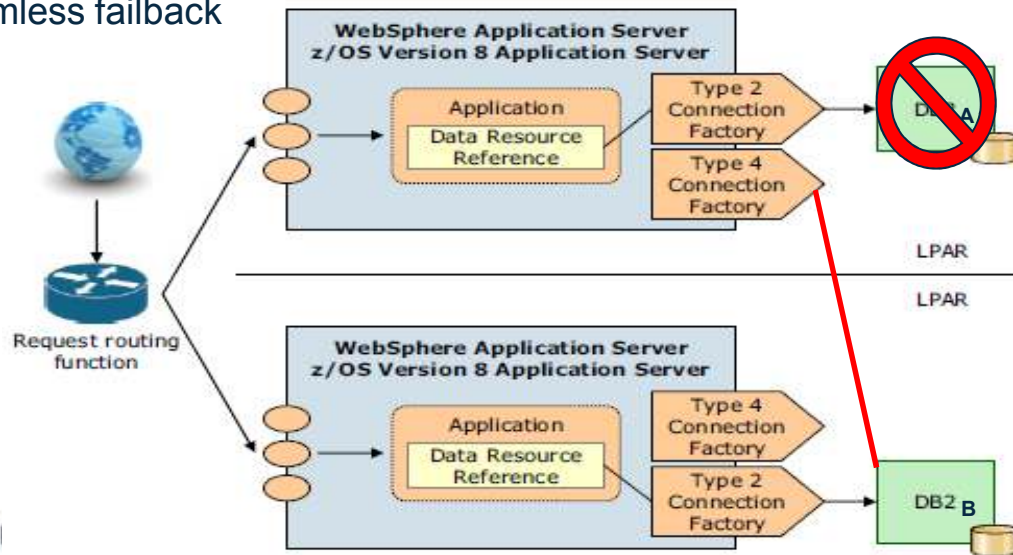 failback
WebSphere Application Server
z/OS Version 8 Application Server
Application
Data Resource
Reference
Type 2
Connection
Factory
Type 4
Connection
Factory
A
LPAR
LPAR
Request routing
function
WebSphere Application Server
z/OS Version 8 Application Server
Application
Data Resource
Reference
Type 4
Connection
Factory
Type 2
Connection
Factory
DB2 B